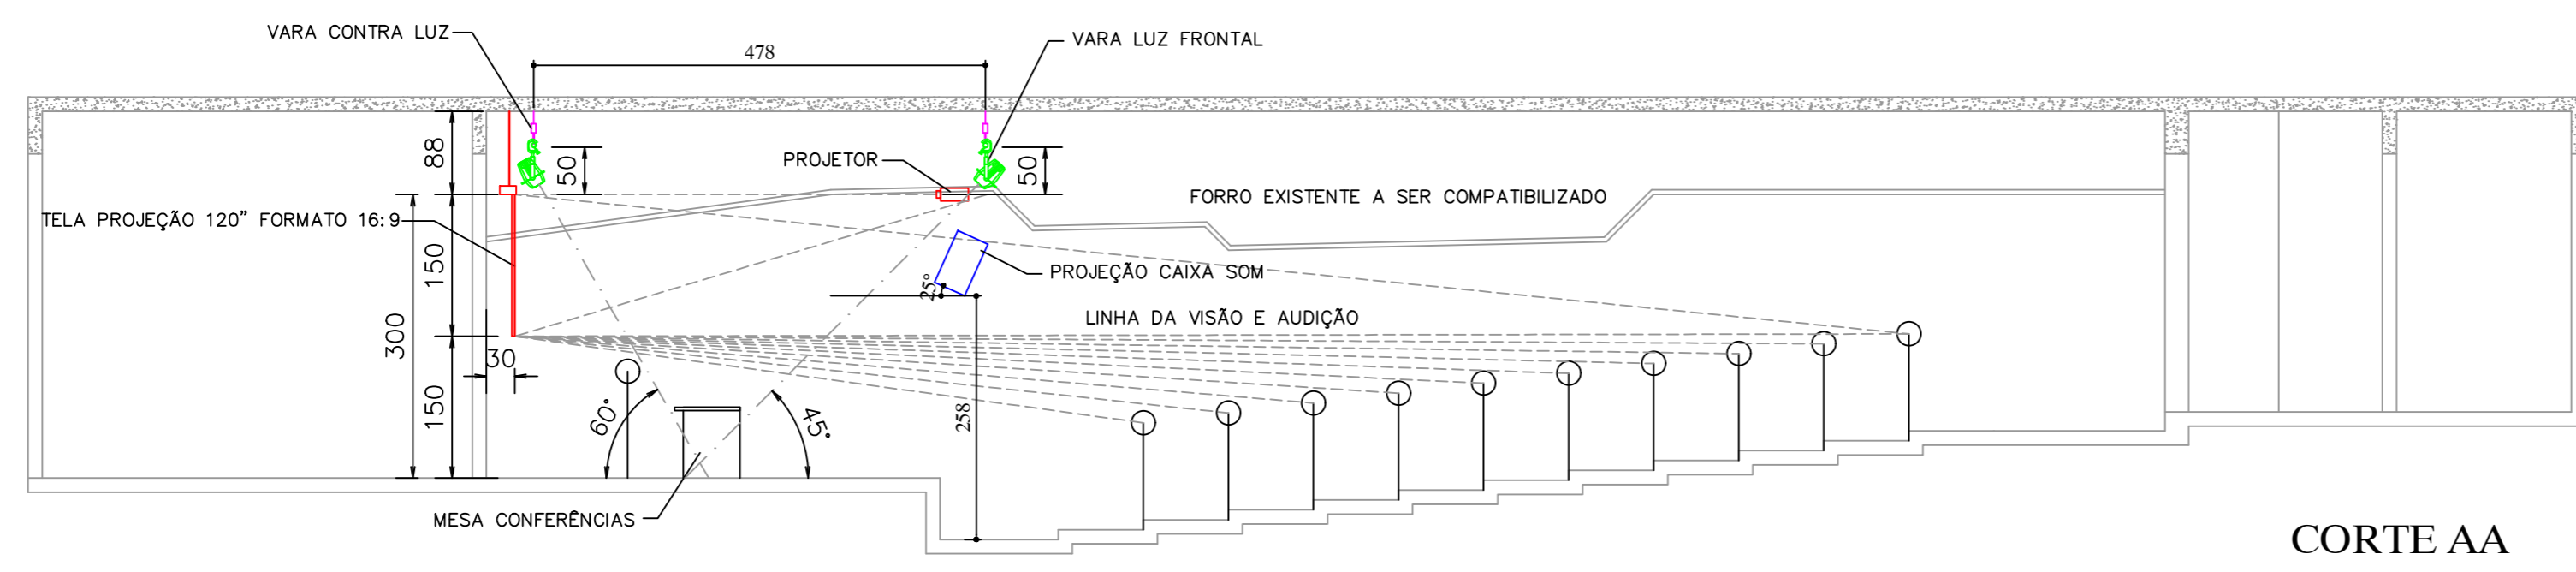 VARA CONTRA LUZ
VARA LUZ FRONTAL
478
88
50
PROJETOR
50
FORRO EXISTENTE A SER COMPATIBILIZADO
TELA PROJEÇÃO 120” FORMATO 16:9
150
PROJEÇÃO CAIXA SOM
25°
300
LINHA DA VISÃO E AUDIÇÃO
30
150
60°
45°
258
MESA CONFERÊNCIAS
CORTE AA